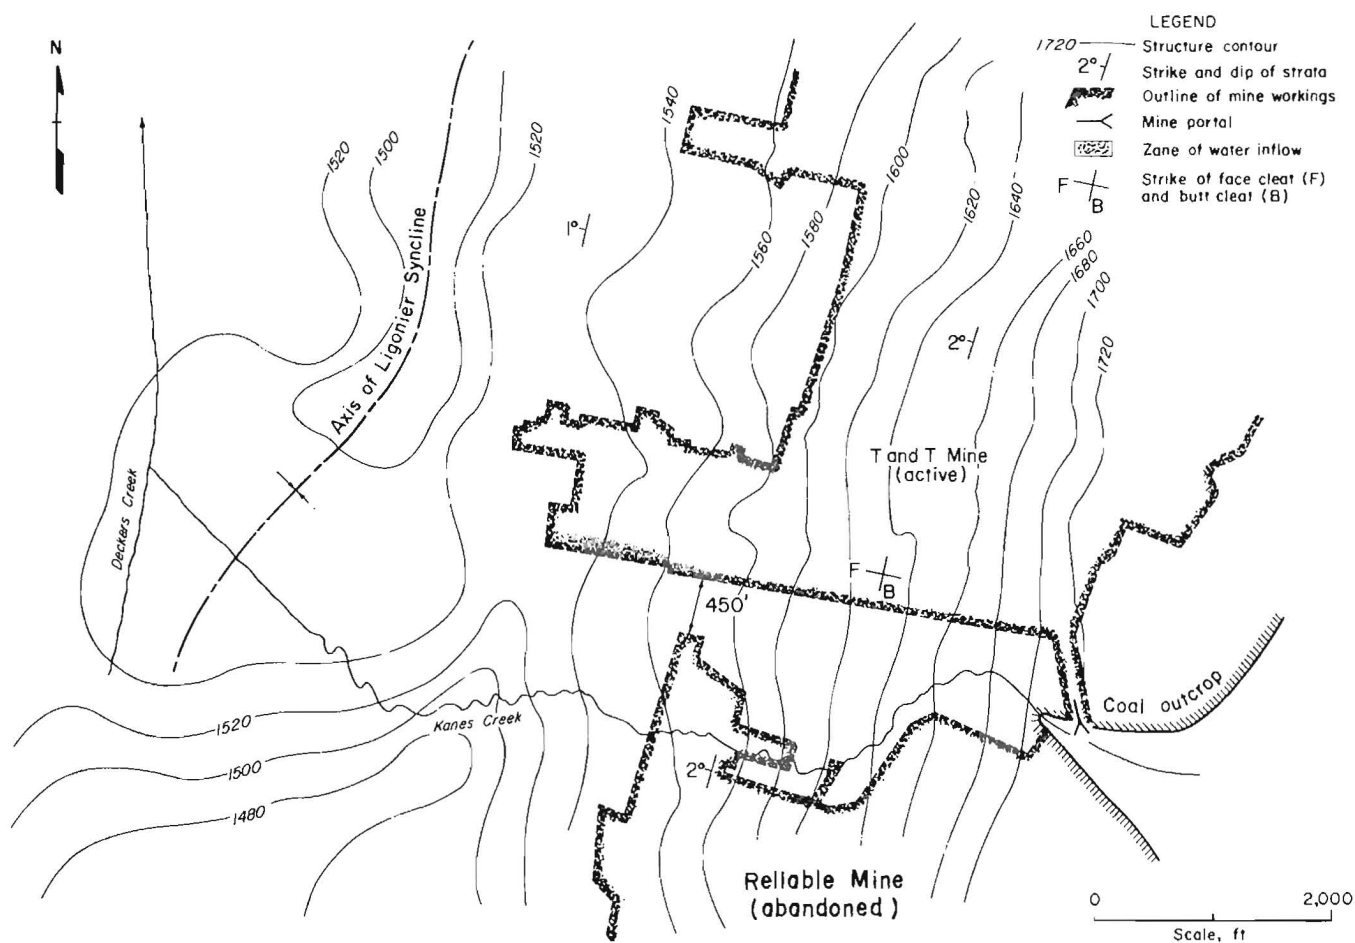 LEGEND
1720 Structure contour
2° Strike and dip of strata
Outline of mine workings
Mine portal
Zane of water inflow
F B Strike of face cleat (F)
and butt cleat (B)
N
1520
1500
1520
1540
1560
1580
1600
1620
1640
1660
1680
1700
1720
1°
2°
Axis of Ligonier Syncline
T and T Mine
(active)
Deckers Creek
F
B
450'
Coal outcrop
Kanes Creek
1520
1500
1480
2°
Reliable Mine
(abandoned)
0 2,000
Scale, ft